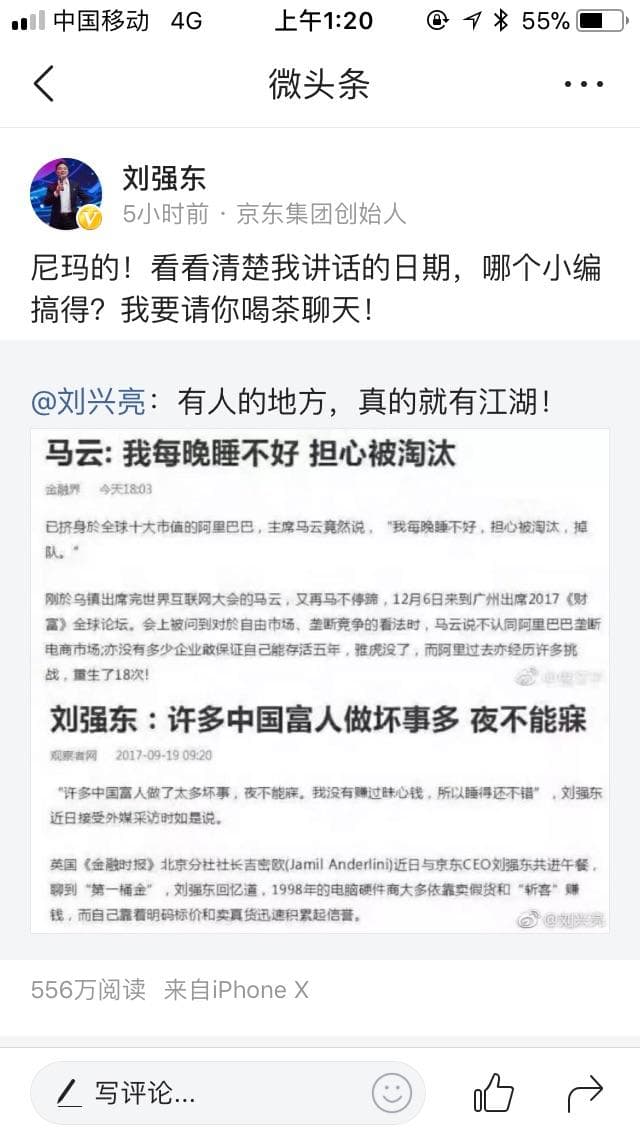 中国移动 4G 上午1:20 55%
微头条
刘强东
5小时前 · 京东集团创始人
尼玛的！看看清楚我讲话的日期，哪个小编
搞得？我要请你喝茶聊天！
@刘兴亮：有人的地方，真的就有江湖！
马云: 我每晚睡不好 担心被淘汰
金融界 今天18:03
已挤身於全球十大市值的阿里巴巴，主席马云竟然说，“我每晚睡不好，担心被淘汰，掉
队。”
刚於乌镇出席完世界互联网大会的马云，又再马不停蹄，12月6日来到广州出席2017《财
富》全球论坛。会上被问到对於自由市场、垄断竞争的看法时，马云说不认同阿里巴巴垄断
电商市场;亦没有多少企业敢保证自己能存活五年，雅虎没了，而阿里过去亦经历许多挑
战，重生了18次!
刘强东：许多中国富人做坏事多 夜不能寐
观察者网 2017-09-19 09:20
“许多中国富人做了太多坏事，夜不能寐。我没有赚过昧心钱，所以睡得还不错”，刘强东
近日接受外媒采访时如是说。
英国《金融时报》北京分社社长吉密欧(Jamil Anderlini)近日与京东CEO刘强东共进午餐，
聊到“第一桶金”，刘强东回忆道，1998年的电脑硬件商大多依靠卖假货和“斩客”赚
钱，而自己靠着明码标价和卖真货迅速积累起信誉。
@刘兴亮
556万阅读 来自iPhone X
写评论...